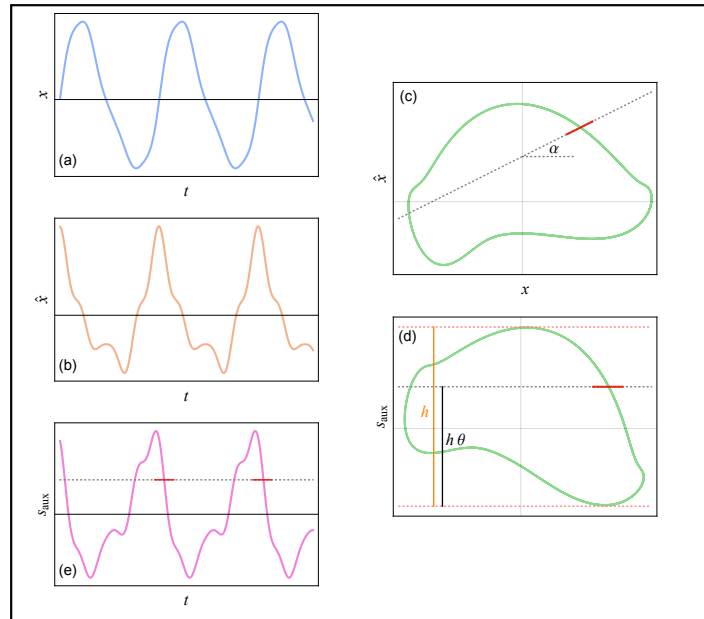 x
(a)
t
x̂
(b)
t
s_aux
(e)
t
(c)
α
x̂
x
(d)
h
h θ
s_aux